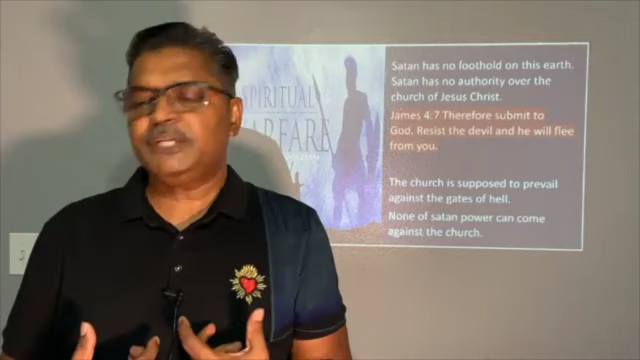 SPIRITUAL
WARFARE
Satan has no foothold on this earth.
Satan has no authority over the
church of Jesus Christ.
James 4:7 Therefore submit to
God. Resist the devil and he will flee
from you.
The church is supposed to prevail
against the gates of hell.
None of satan power can come
against the church.